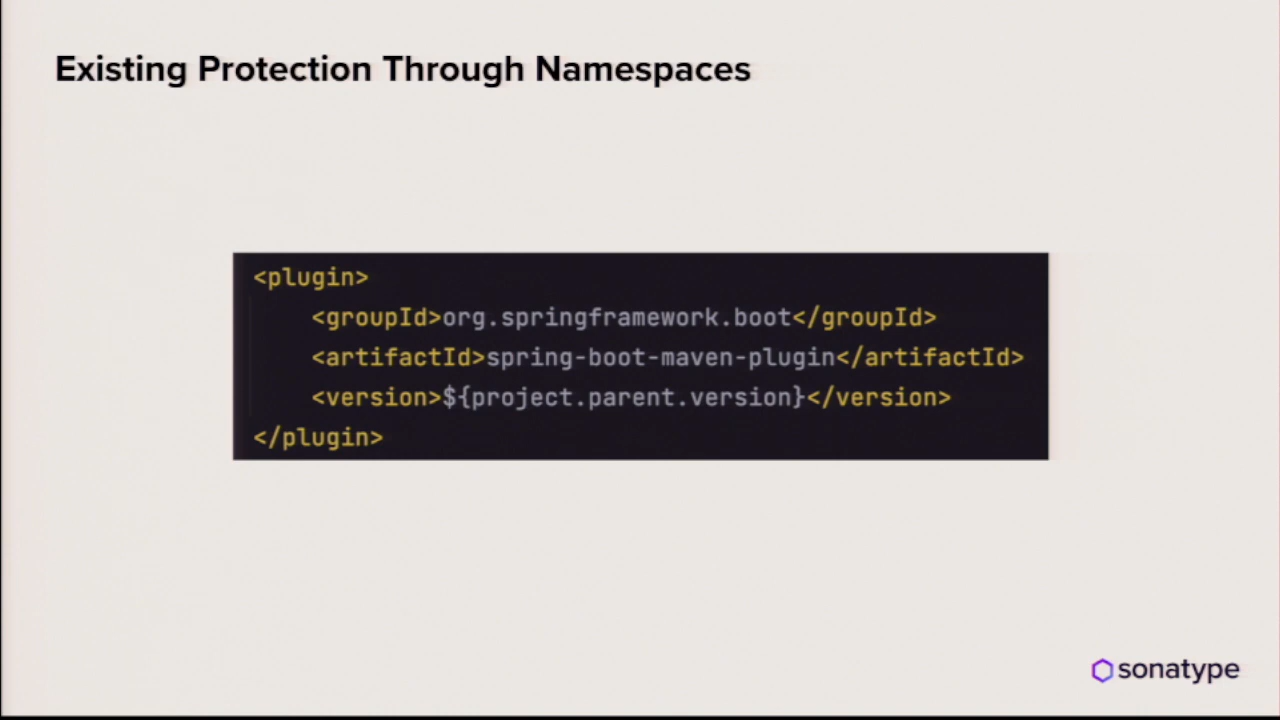 Existing Protection Through Namespaces
<plugin>
<groupId>org.springframework.boot</groupId>
<artifactId>spring-boot-maven-plugin</artifactId>
<version>${project.parent.version}</version>
</plugin>
sonatype